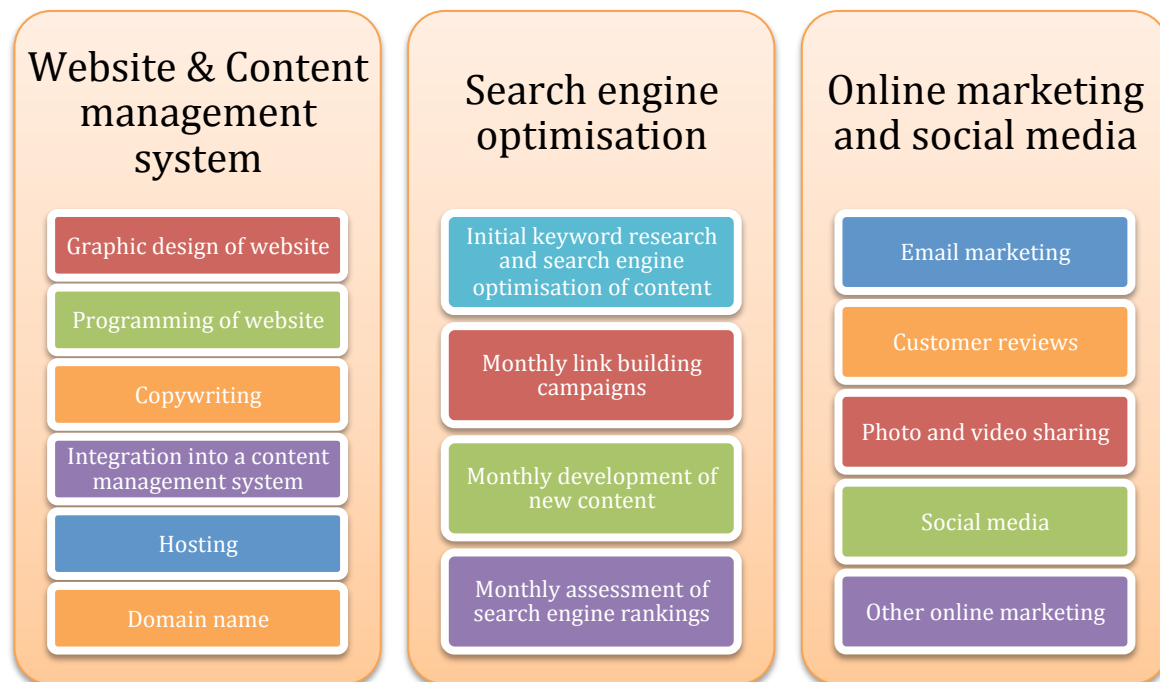 Website & Content
management
system
Graphic design of website
Programming of website
Copywriting
Integration into a content
management system
Hosting
Domain name
Search engine
optimisation
Initial keyword research
and search engine
optimisation of content
Monthly link building
campaigns
Monthly development of
new content
Monthly assessment of
search engine rankings
Online marketing
and social media
Email marketing
Customer reviews
Photo and video sharing
Social media
Other online marketing